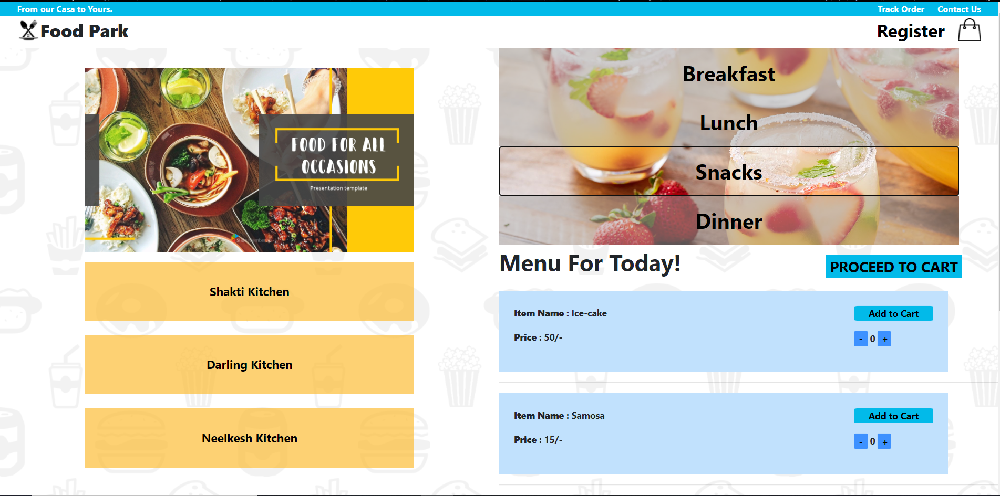 From our Casa to Yours.
Track Order
Contact Us
Food Park
Register
FOOD FOR ALL
OCCASIONS
Presentation template
Shakti Kitchen
Darling Kitchen
Neelkesh Kitchen
Breakfast
Lunch
Snacks
Dinner
Menu For Today!
PROCEED TO CART
Item Name : Ice-cake
Add to Cart
Price : 50/-
- 0 +
Item Name : Samosa
Add to Cart
Price : 15/-
- 0 +